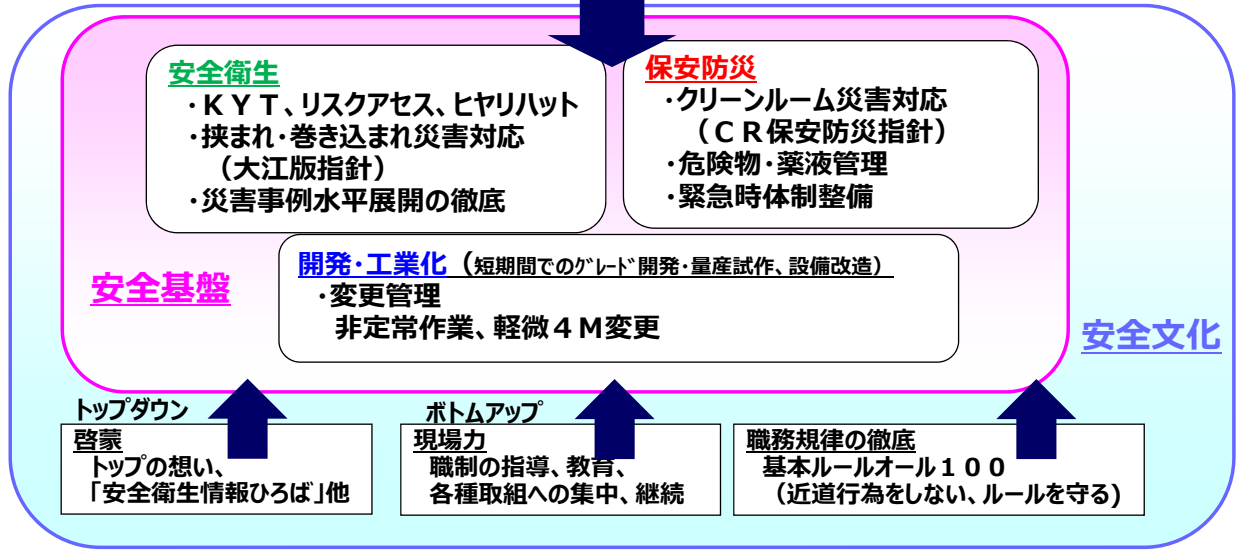 安全衛生
・ＫＹＴ、リスクアセス、ヒヤリハット
・挟まれ・巻き込まれ災害対応
（大江版指針）
・災害事例水平展開の徹底
保安防災
・クリーンルーム災害対応
（ＣＲ保安防災指針）
・危険物・薬液管理
・緊急時体制整備
開発・工業化（短期間でのｸﾞﾚｰﾄﾞ開発・量産試作、設備改造）
・変更管理
非定常作業、軽微４Ｍ変更
安全基盤
安全文化
トップダウン
啓蒙
トップの想い、
「安全衛生情報ひろば」他
ボトムアップ
現場力
職制の指導、教育、
各種取組への集中、継続
職務規律の徹底
基本ルールオール１００
（近道行為をしない、ルールを守る)